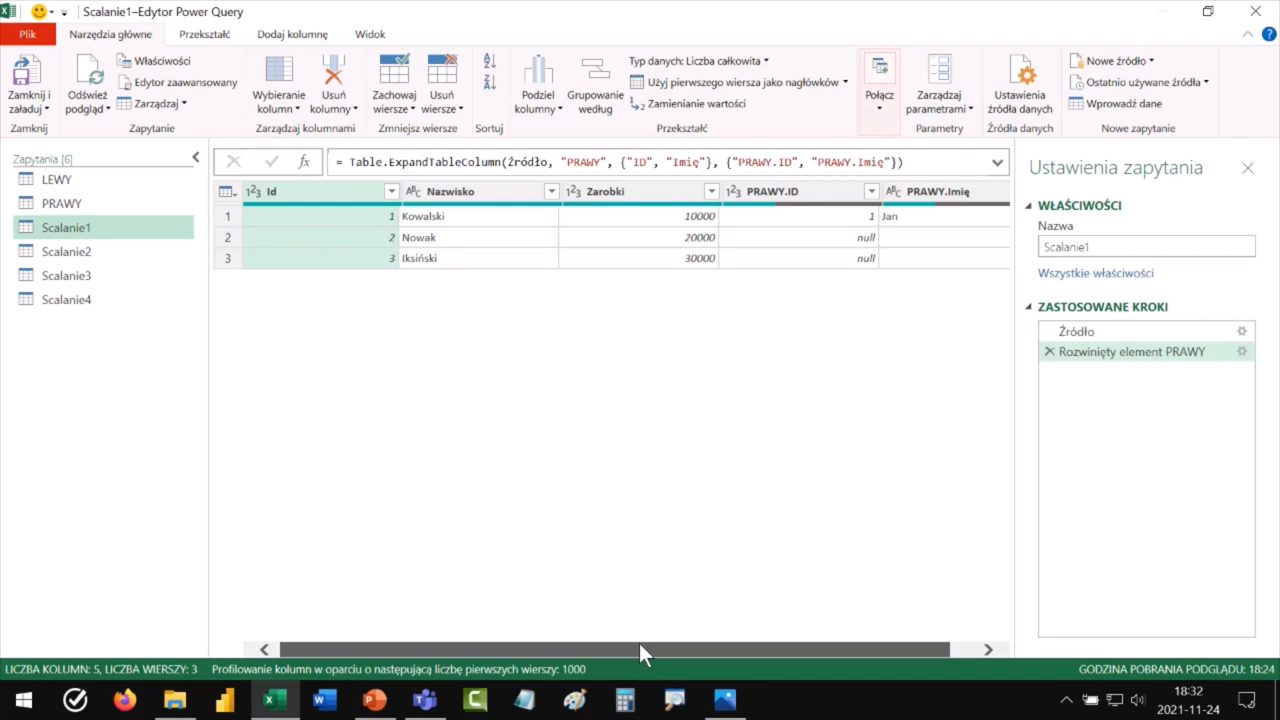 Scalanie1–Edytor Power Query
Plik
Narzędzia główne
Przekształć
Dodaj kolumnę
Widok
Zamknij i załaduj
Zamknij
Odśwież podgląd
Właściwości
Edytor zaawansowany
Zarządzaj
Zapytanie
Wybieranie kolumn
Usuń kolumny
Zarządzaj kolumnami
Zachowaj wiersze
Usuń wiersze
Zmniejsz wiersze
Sortuj
Podziel kolumny
Grupowanie według
Typ danych: Liczba całkowita
Użyj pierwszego wiersza jako nagłówków
Zamienianie wartości
Przekształć
Połącz
Zarządzaj parametrami
Parametry
Ustawienia źródła danych
Źródła danych
Nowe źródło
Ostatnio używane źródła
Wprowadź dane
Nowe zapytanie
Zapytania [6]
LEWY
PRAWY
Scalanie1
Scalanie2
Scalanie3
Scalanie4
fx
= Table.ExpandTableColumn(Źródło, "PRAWY", {"ID", "Imię"}, {"PRAWY.ID", "PRAWY.Imię"})
Id Nazwisko Zarobki PRAWY.ID PRAWY.Imię
1 1 Kowalski 10000 1 Jan
2 2 Nowak 20000 null
3 3 Iksiński 30000 null
Ustawienia zapytania
WŁAŚCIWOŚCI
Nazwa
Scalanie1
Wszystkie właściwości
ZASTOSOWANE KROKI
Źródło
Rozwinięty element PRAWY
LICZBA KOLUMN: 5, LICZBA WIERSZY: 3
Profilowanie kolumn w oparciu o następującą liczbę pierwszych wierszy: 1000
GODZINA POBRANIA PODGLĄDU: 18:24
18:32
2021-11-24